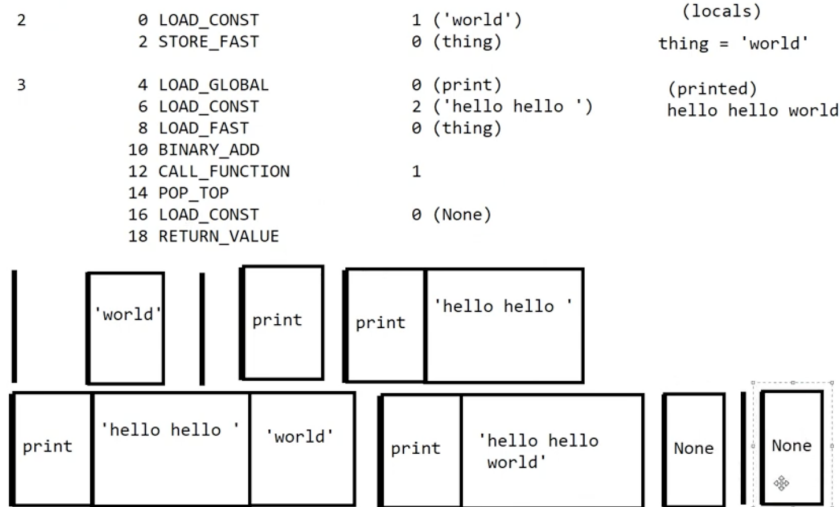 2 0 LOAD_CONST 1 ('world') (locals)
2 STORE_FAST 0 (thing) thing = 'world'
3 4 LOAD_GLOBAL 0 (print) (printed)
6 LOAD_CONST 2 ('hello hello ') hello hello world
8 LOAD_FAST 0 (thing)
10 BINARY_ADD
12 CALL_FUNCTION 1
14 POP_TOP
16 LOAD_CONST 0 (None)
18 RETURN_VALUE
'world' print print 'hello hello '
print 'hello hello ' 'world' print 'hello hello
world' None None